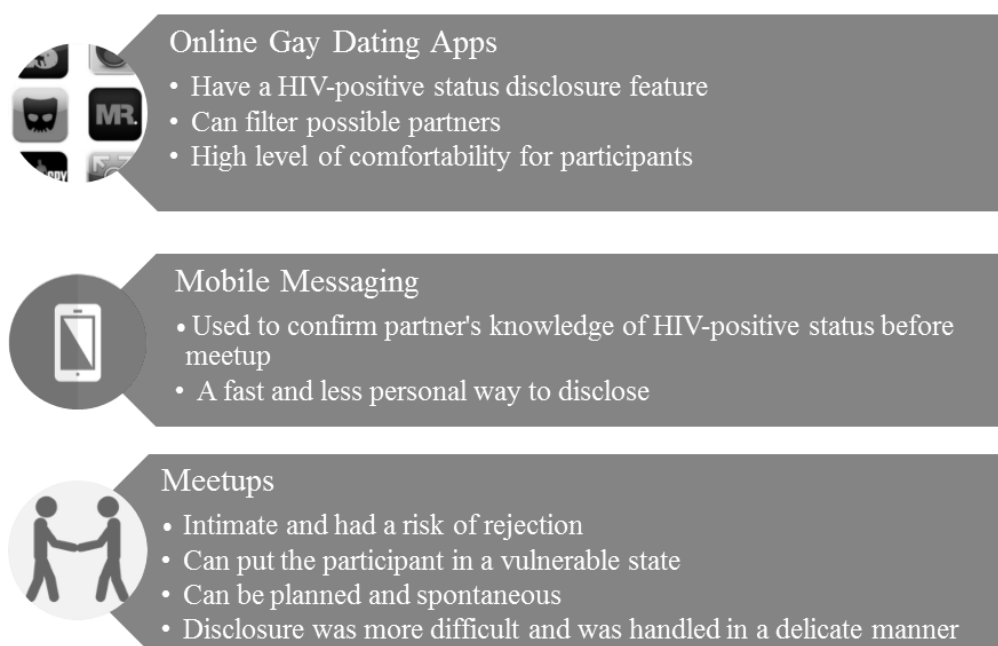 Online Gay Dating Apps
• Have a HIV-positive status disclosure feature
• Can filter possible partners
• High level of comfortability for participants
MR.
Mobile Messaging
• Used to confirm partner's knowledge of HIV-positive status before
meetup
• A fast and less personal way to disclose
Meetups
• Intimate and had a risk of rejection
• Can put the participant in a vulnerable state
• Can be planned and spontaneous
• Disclosure was more difficult and was handled in a delicate manner